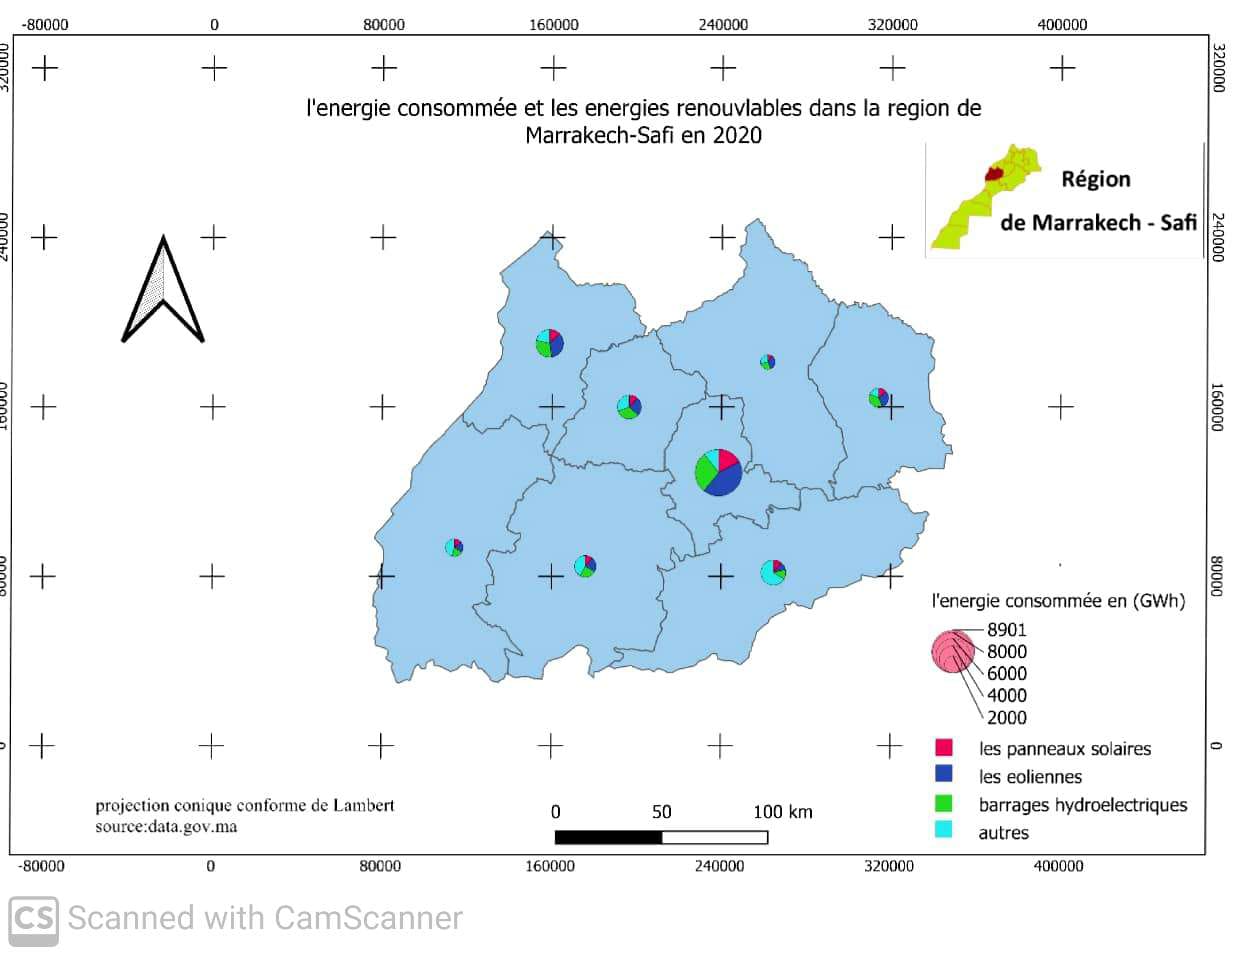 -80000 0 80000 160000 240000 320000 400000
320000 320000
l'energie consommée et les energies renouvlables dans la region de
Marrakech-Safi en 2020
Région
de Marrakech - Safi
240000 240000
160000 160000
80000 80000
l'energie consommée en (GWh)
8901
8000
6000
4000
2000
0 0
les panneaux solaires
les eoliennes
barrages hydroelectriques
autres
projection conique conforme de Lambert
source:data.gov.ma
0 50 100 km
-80000 0 80000 160000 240000 320000 400000
CS Scanned with CamScanner